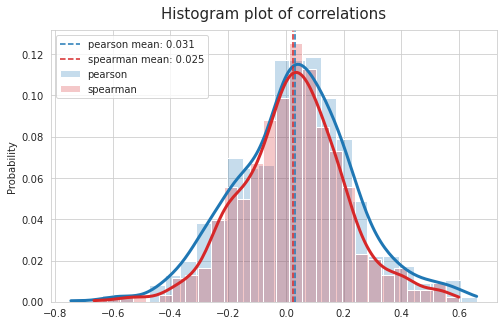 Histogram plot of correlations
pearson mean: 0.031
spearman mean: 0.025
pearson
spearman
Probability
0.12
0.10
0.08
0.06
0.04
0.02
0.00
−0.8 −0.6 −0.4 −0.2 0.0 0.2 0.4 0.6